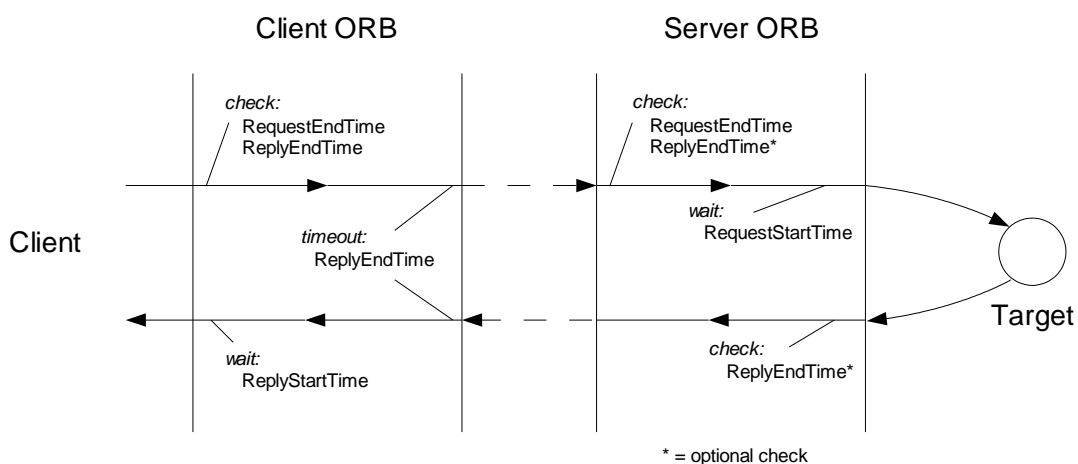 Client ORB
Server ORB
check:
RequestEndTime
ReplyEndTime
check:
RequestEndTime
ReplyEndTime*
wait:
RequestStartTime
Client
timeout:
ReplyEndTime
Target
wait:
ReplyStartTime
check:
ReplyEndTime*
* = optional check